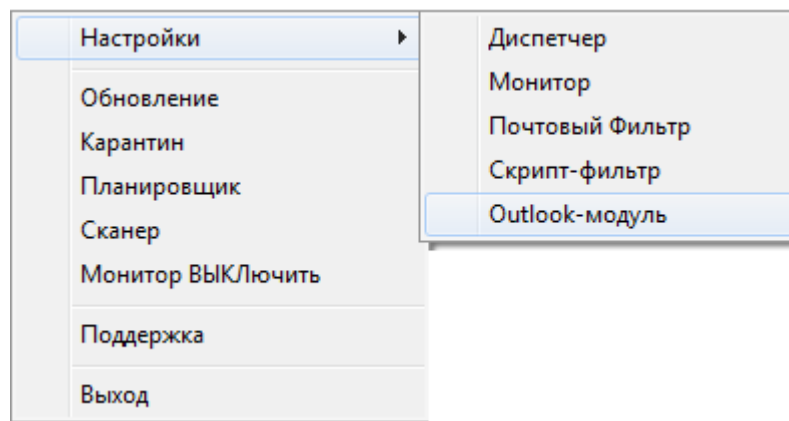 Настройки
Обновление
Карантин
Планировщик
Сканер
Монитор ВЫКЛючить
Поддержка
Выход
Диспетчер
Монитор
Почтовый Фильтр
Скрипт-фильтр
Outlook-модуль